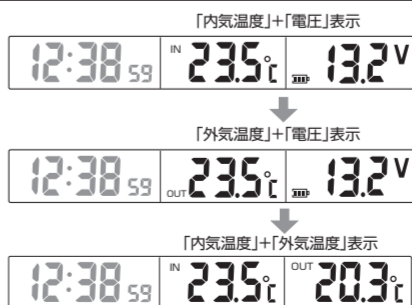 「内気温度」+「電圧」表示
12:38 59 IN 23.5℃ 13.2V
「外気温度」+「電圧」表示
12:38 59 OUT 23.5℃ 13.2V
「内気温度」+「外気温度」表示
12:38 59 IN 23.5℃ OUT 20.3℃